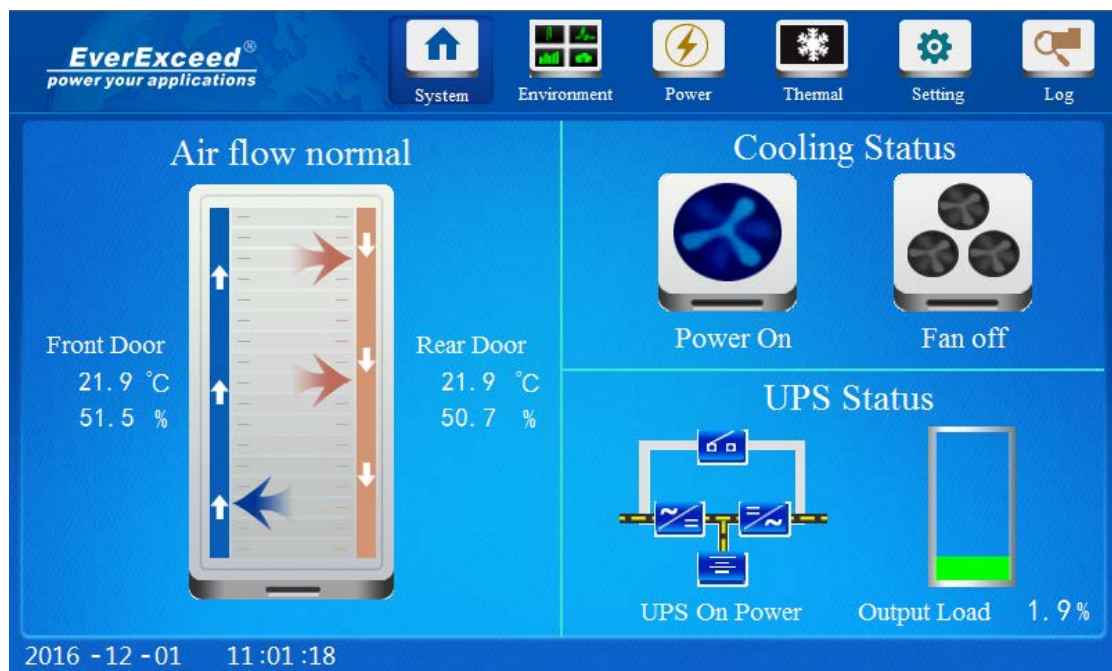 EverExceed®
power your applications
System
Environment
Power
Thermal
Setting
Log
Air flow normal
Front Door
21.9 °C
51.5 %
Rear Door
21.9 °C
50.7 %
Cooling Status
Power On
Fan off
UPS Status
UPS On Power
Output Load 1.9%
2016 -12 -01 11:01:18